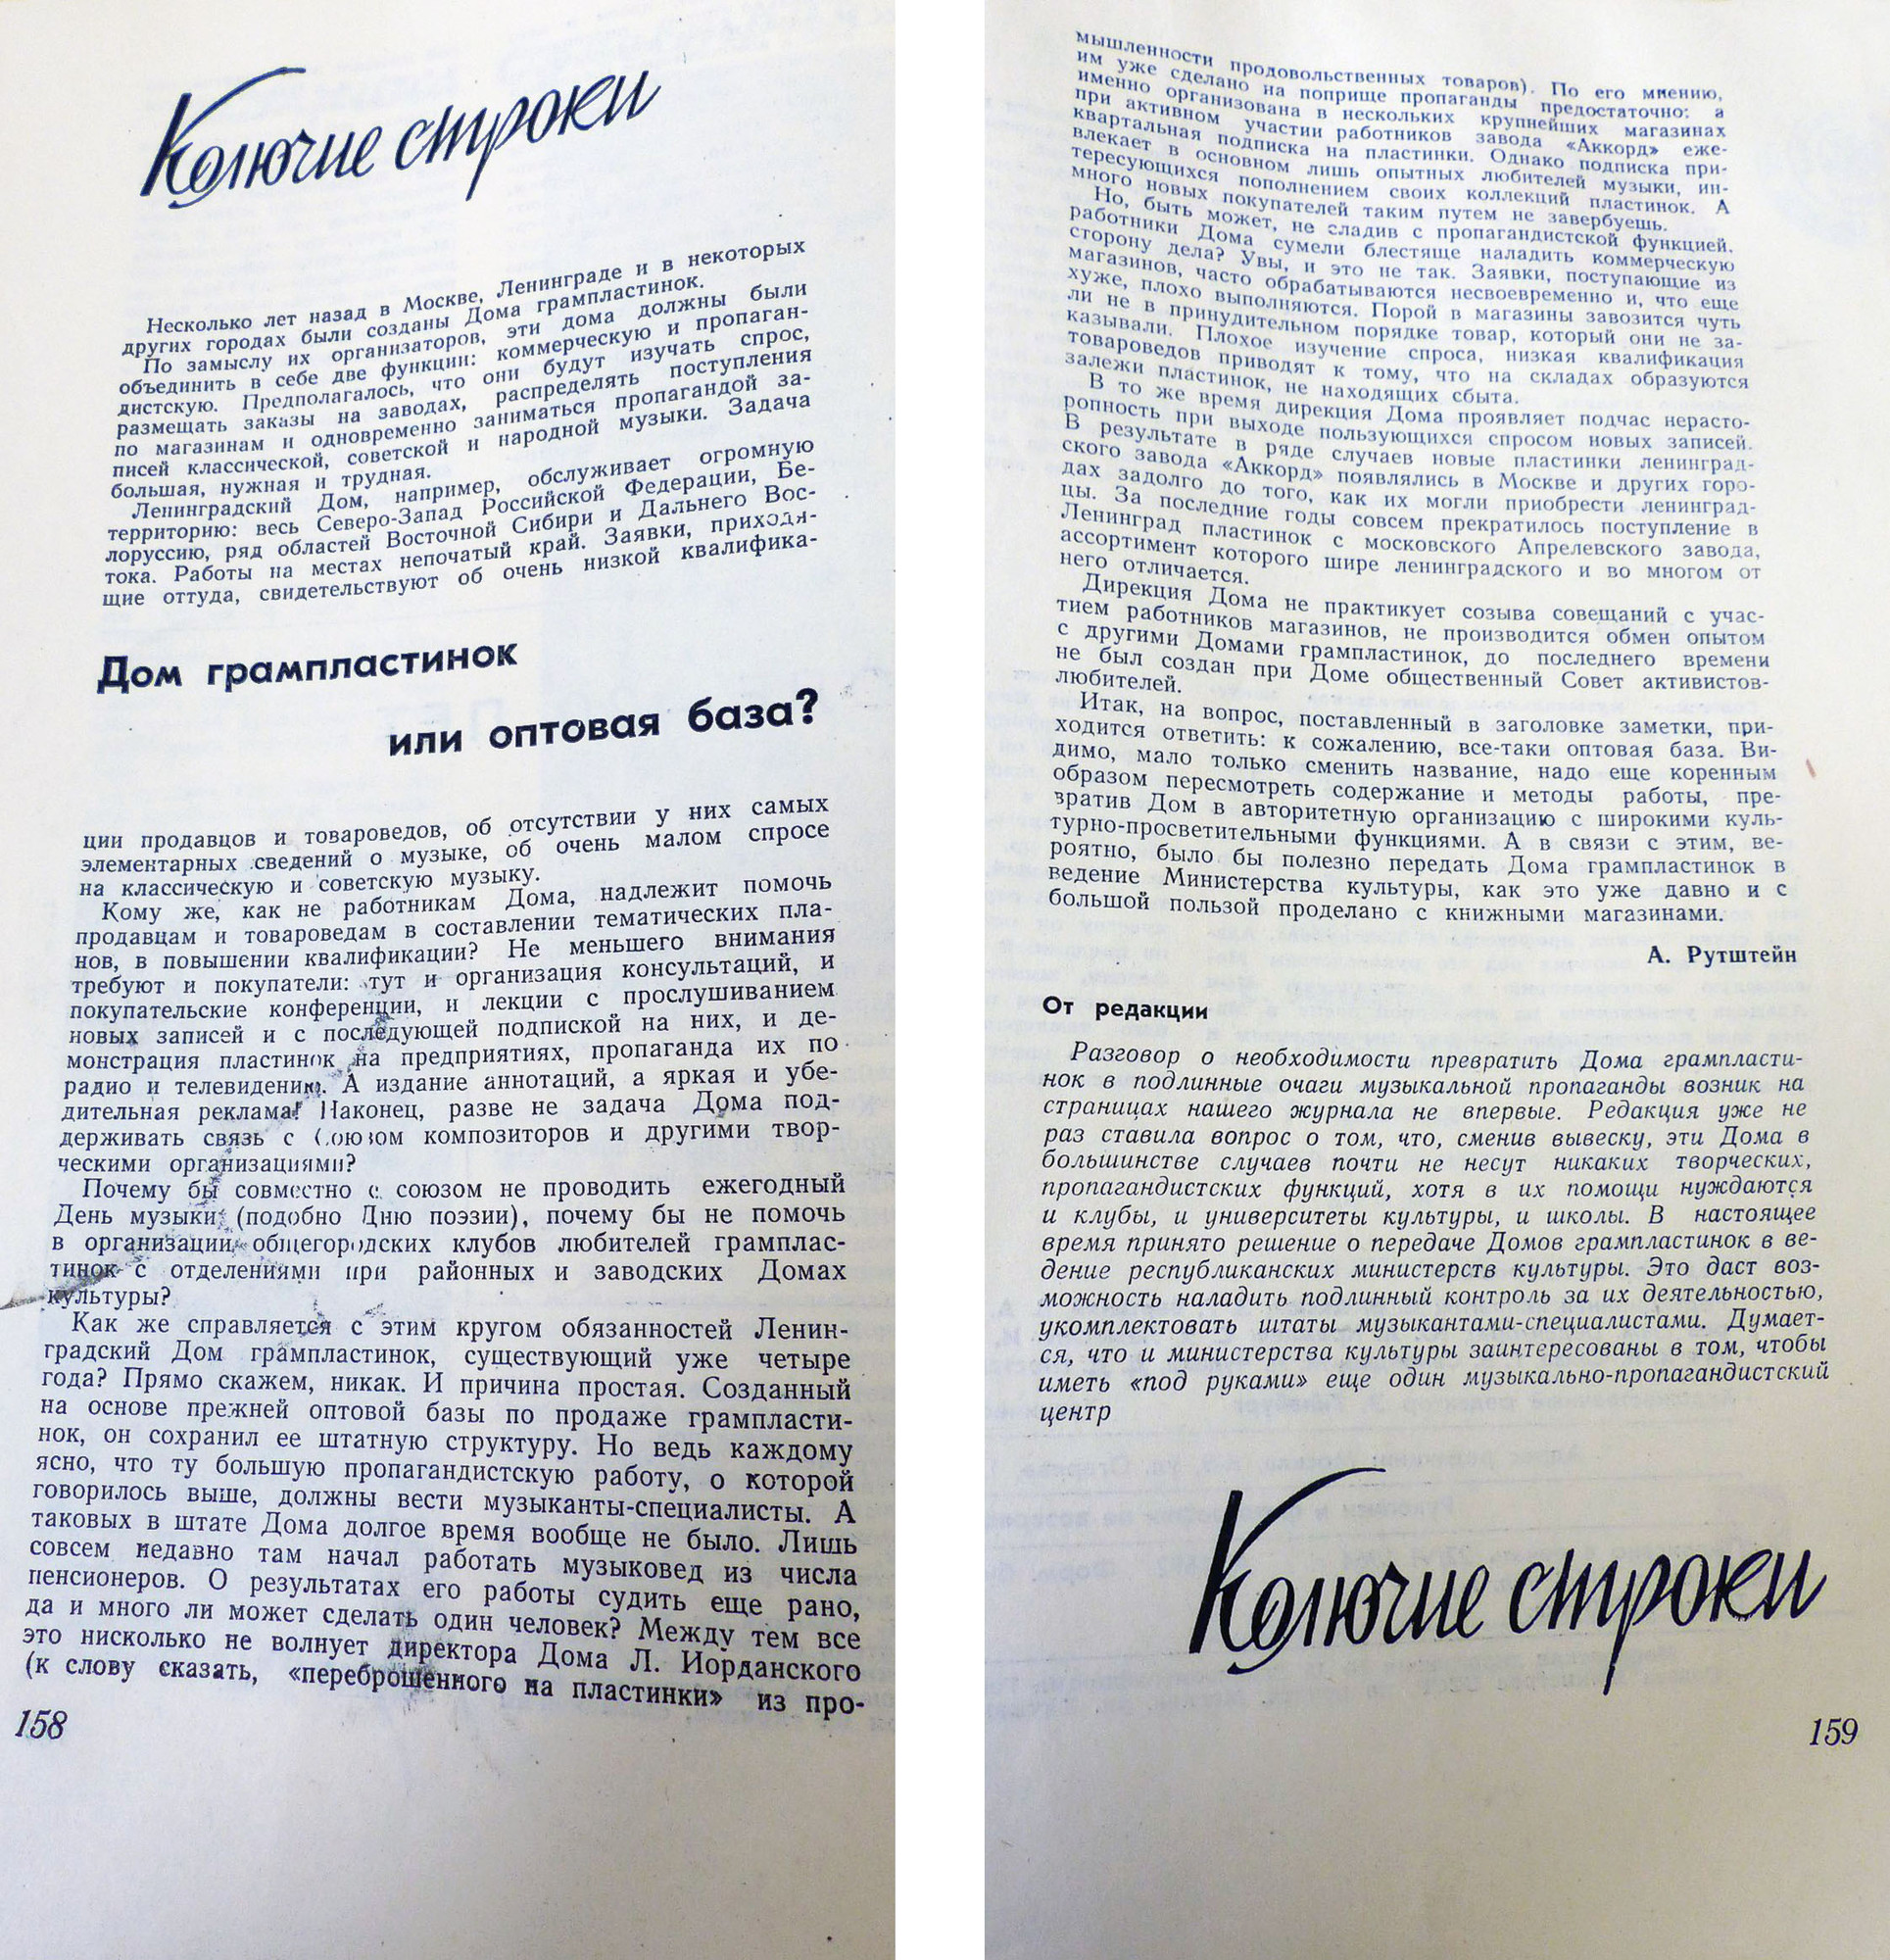 Колючие строки
Несколько лет назад в Москве, Ленинграде и в некоторых
других городах были созданы Дома грампластинок.
По замыслу их организаторов, эти дома должны были
объединить в себе две функции: коммерческую и пропаган-
дистскую. Предполагалось, что они будут изучать спрос,
размещать заказы на заводах, распределять поступления
по магазинам и одновременно заниматься пропагандой за-
писей классической, советской и народной музыки. Задача
большая, нужная и трудная.
Ленинградский Дом, например, обслуживает огромную
территорию: весь Северо-Запад Российской Федерации, Бе-
лоруссию, ряд областей Восточной Сибири и Дальнего Вос-
тока. Работы на местах непочатый край. Заявки, приходя-
щие оттуда, свидетельствуют об очень низкой квалифика-
Дом грампластинок
или оптовая база?
ции продавцов и товароведов, об отсутствии у них самых
элементарных сведений о музыке, об очень малом спросе
на классическую и советскую музыку.
Кому же, как не работникам Дома, надлежит помочь
продавцам и товароведам в составлении тематических пла-
нов, в повышении квалификации? Не меньшего внимания
требуют и покупатели: тут и организация консультаций, и
покупательские конференции, и лекции с прослушиванием
новых записей и с последующей подпиской на них, и де-
монстрация пластинок на предприятиях, пропаганда их по
радио и телевидению. А издание аннотаций, а яркая и убе-
дительная реклама! Наконец, разве не задача Дома под-
держивать связь с Союзом композиторов и другими твор-
ческими организациями?
Почему бы совместно с союзом не проводить ежегодный
День музыки (подобно Дню поэзии), почему бы не помочь
в организации общегородских клубов любителей грамплас-
тинок с отделениями при районных и заводских Домах
культуры?
Как же справляется с этим кругом обязанностей Ленин-
градский Дом грампластинок, существующий уже четыре
года? Прямо скажем, никак. И причина простая. Созданный
на основе прежней оптовой базы по продаже грампласти-
нок, он сохранил ее штатную структуру. Но ведь каждому
ясно, что ту большую пропагандистскую работу, о которой
говорилось выше, должны вести музыканты-специалисты. А
таковых в штате Дома долгое время вообще не было. Лишь
совсем недавно там начал работать музыковед из числа
пенсионеров. О результатах его работы судить еще рано,
да и много ли может сделать один человек? Между тем все
это нисколько не волнует директора Дома Л. Иорданского
(к слову сказать, «переброшенного на пластинки» из про-
158
мышленности продовольственных товаров). По его мнению,
им уже сделано на поприще пропаганды предостаточно: а
именно организована в нескольких крупнейших магазинах
при активном участии работников завода «Аккорд» еже-
квартальная подписка на пластинки. Однако подписка при-
влекает в основном лишь опытных любителей музыки, ин-
тересующихся пополнением своих коллекций пластинок. А
много новых покупателей таким путем не завербуешь.
Но, быть может, не сладив с пропагандистской функцией,
работники Дома сумели блестяще наладить коммерческую
сторону дела? Увы, и это не так. Заявки, поступающие из
магазинов, часто обрабатываются несвоевременно и, что еще
хуже, плохо выполняются. Порой в магазины завозится чуть
ли не в принудительном порядке товар, который они не за-
казывали. Плохое изучение спроса, низкая квалификация
товароведов приводят к тому, что на складах образуются
залежи пластинок, не находящих сбыта.
В то же время дирекция Дома проявляет подчас нерасто-
ропность при выходе пользующихся спросом новых записей.
В результате в ряде случаев новые пластинки ленинград-
ского завода «Аккорд» появлялись в Москве и других горо-
дах задолго до того, как их могли приобрести ленинград-
цы. За последние годы совсем прекратилось поступление в
Ленинград пластинок с московского Апрелевского завода,
ассортимент которого шире ленинградского и во многом от
него отличается.
Дирекция Дома не практикует созыва совещаний с учас-
тием работников магазинов, не производится обмен опытом
с другими Домами грампластинок, до последнего времени
не был создан при Доме общественный Совет активистов-
любителей.
Итак, на вопрос, поставленный в заголовке заметки, при-
ходится ответить: к сожалению, все-таки оптовая база. Ви-
димо, мало только сменить название, надо еще коренным
образом пересмотреть содержание и методы работы, пре-
вратив Дом в авторитетную организацию с широкими куль-
турно-просветительными функциями. А в связи с этим, ве-
роятно, было бы полезно передать Дома грампластинок в
ведение Министерства культуры, как это уже давно и с
большой пользой проделано с книжными магазинами.
А. Рутштейн
От редакции
Разговор о необходимости превратить Дома грампласти-
нок в подлинные очаги музыкальной пропаганды возник на
страницах нашего журнала не впервые. Редакция уже не
раз ставила вопрос о том, что, сменив вывеску, эти Дома в
большинстве случаев почти не несут никаких творческих,
пропагандистских функций, хотя в их помощи нуждаются
и клубы, и университеты культуры, и школы. В настоящее
время принято решение о передаче Домов грампластинок в ве-
дение республиканских министерств культуры. Это даст воз-
можность наладить подлинный контроль за их деятельностью,
укомплектовать штаты музыкантами-специалистами. Думает-
ся, что и министерства культуры заинтересованы в том, чтобы
иметь «под руками» еще один музыкально-пропагандистский
центр
Колючие строки
159